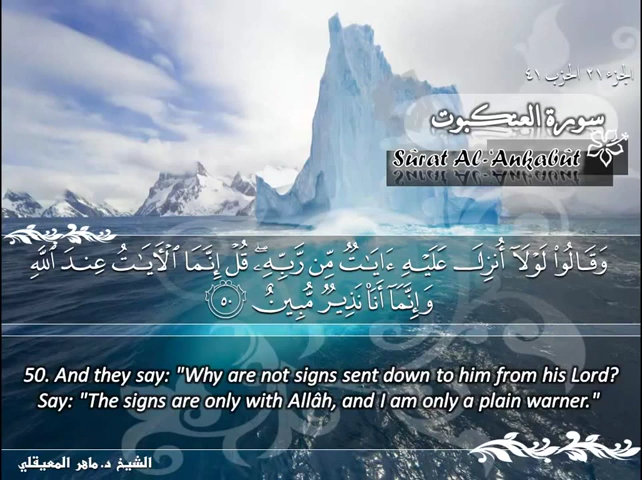 الجزء ٢١ الحزب ٤١
سورة العنكبوت
Sûrat Al-'Ankabût
وَقَالُوا۟ لَوْلَآ أُنزِلَ عَلَيْهِ ءَايَـٰتٌ مِّن رَّبِّهِۦ ۖ قُلْ إِنَّمَا ٱلْـَٔايَـٰتُ عِندَ ٱللَّهِ
وَإِنَّمَآ أَنَا۠ نَذِيرٌ مُّبِينٌ ٥٠
50. And they say: "Why are not signs sent down to him from his Lord?
Say: "The signs are only with Allâh, and I am only a plain warner."
الشيخ د. ماهر المعيقلي